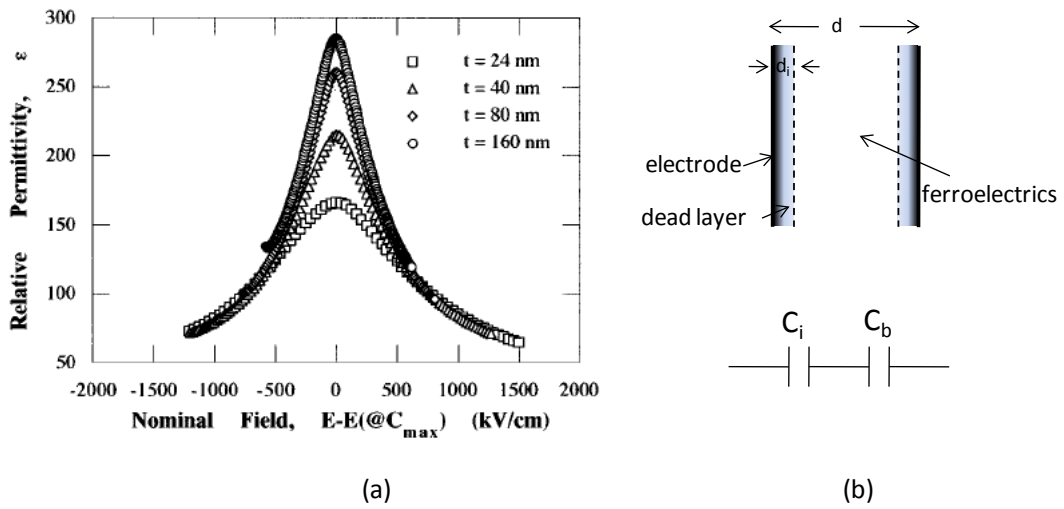 300
250
200
150
100
50
Relative Permittivity, ε
t = 24 nm
t = 40 nm
t = 80 nm
t = 160 nm
-2000 -1500 -1000 -500 0 500 1000 1500 2000
Nominal Field, E-E(@Cmax) (kV/cm)
(a)
d
di
electrode
dead layer
ferroelectrics
Ci Cb
(b)